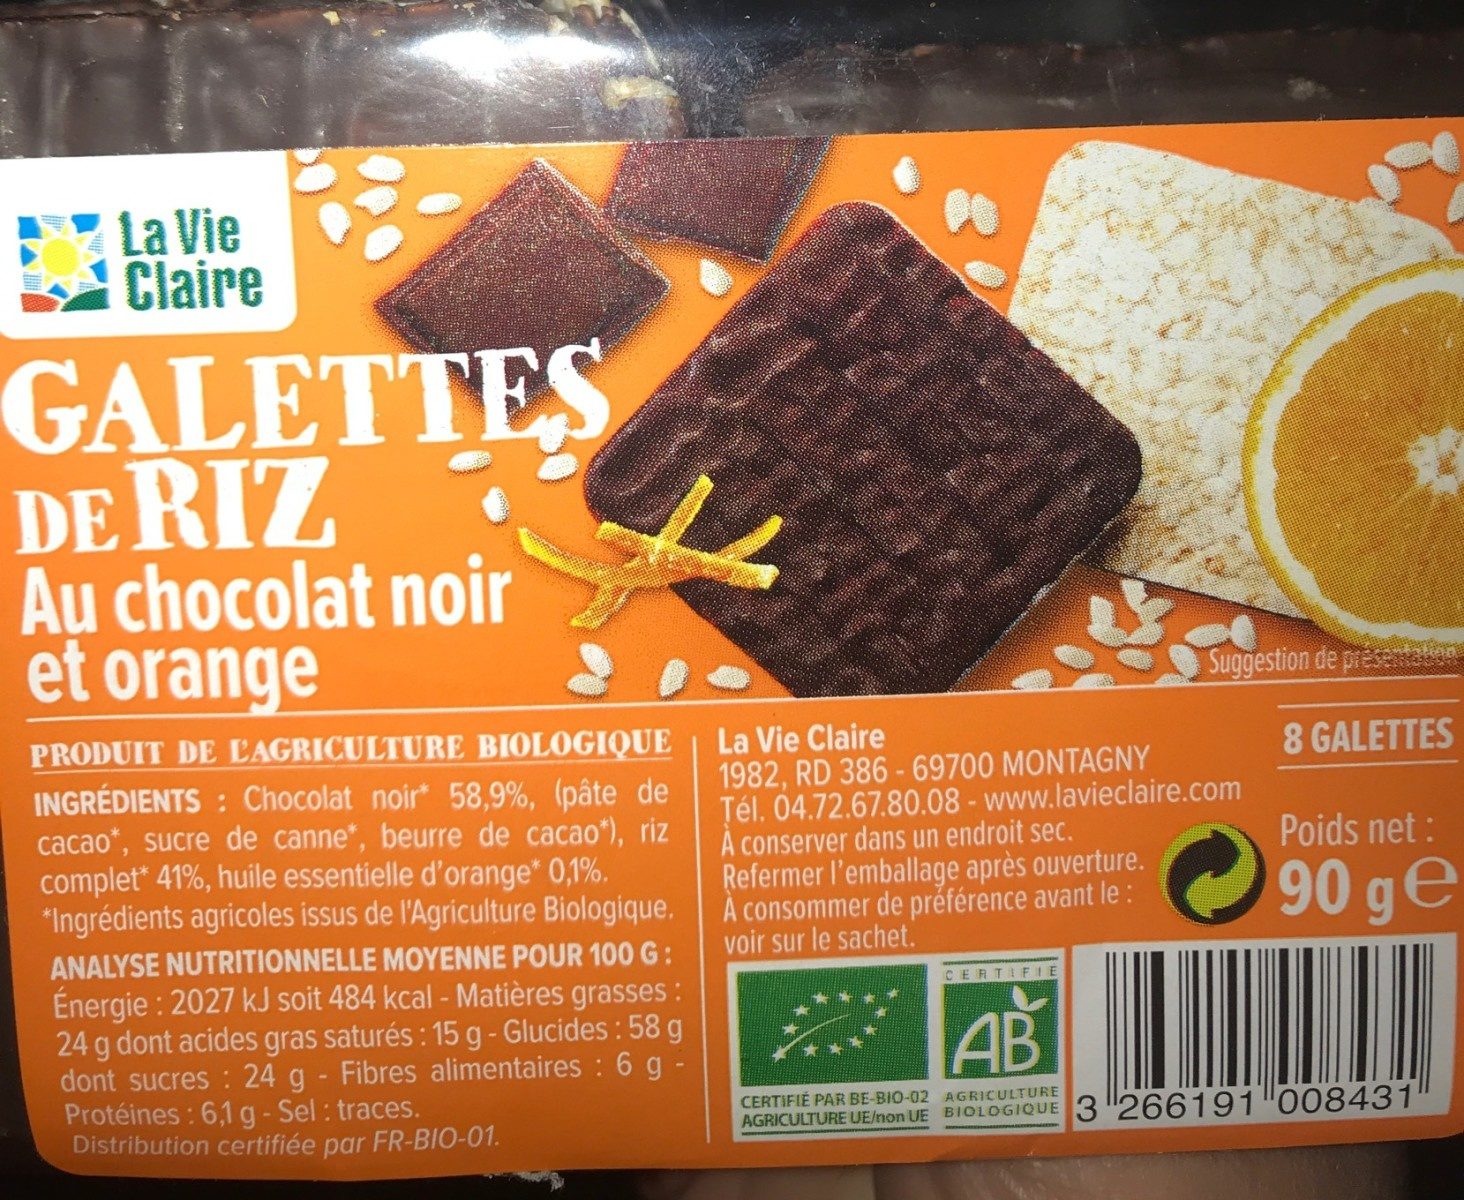 La Vie
Claire
GALETTES
DE RIZ
Au chocolat noir
et orange
Suggestion de présentation
PRODUIT DE L'AGRICULTURE BIOLOGIQUE
INGRÉDIENTS : Chocolat noir* 58,9%, (pâte de
cacao*, sucre de canne*, beurre de cacao*), riz
complet* 41%, huile essentielle d'orange* 0,1%.
*Ingrédients agricoles issus de l'Agriculture Biologique.
ANALYSE NUTRITIONNELLE MOYENNE POUR 100 G :
Énergie : 2027 kJ soit 484 kcal - Matières grasses :
24 g dont acides gras saturés : 15 g - Glucides : 58 g
dont sucres : 24 g - Fibres alimentaires : 6 g -
Protéines : 6,1 g - Sel : traces.
Distribution certifiée par FR-BIO-01.
La Vie Claire
1982, RD 386 - 69700 MONTAGNY
Tél. 04.72.67.80.08 - www.lavieclaire.com
À conserver dans un endroit sec.
Refermer l'emballage après ouverture.
À consommer de préférence avant le :
voir sur le sachet.
8 GALETTES
Poids net :
90 g e
CERTIFIÉ PAR BE-BIO-02
AGRICULTURE UE/non UE
CERTIFIÉ
AB
AGRICULTURE
BIOLOGIQUE
3 266191 008431